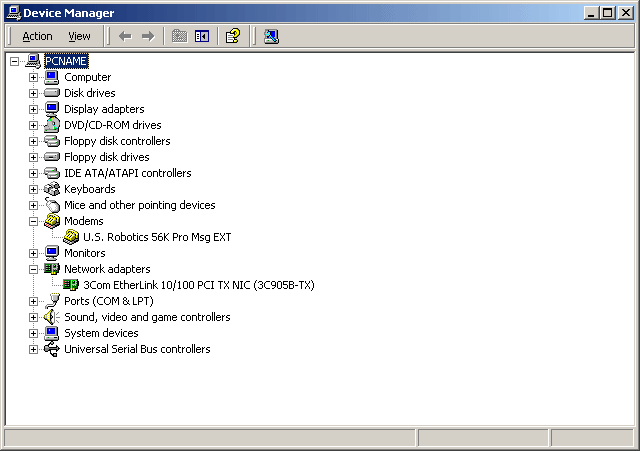 Device Manager
Action View
PCNAME
Computer
Disk drives
Display adapters
DVD/CD-ROM drives
Floppy disk controllers
Floppy disk drives
IDE ATA/ATAPI controllers
Keyboards
Mice and other pointing devices
Modems
U.S. Robotics 56K Pro Msg EXT
Monitors
Network adapters
3Com EtherLink 10/100 PCI TX NIC (3C905B-TX)
Ports (COM & LPT)
Sound, video and game controllers
System devices
Universal Serial Bus controllers